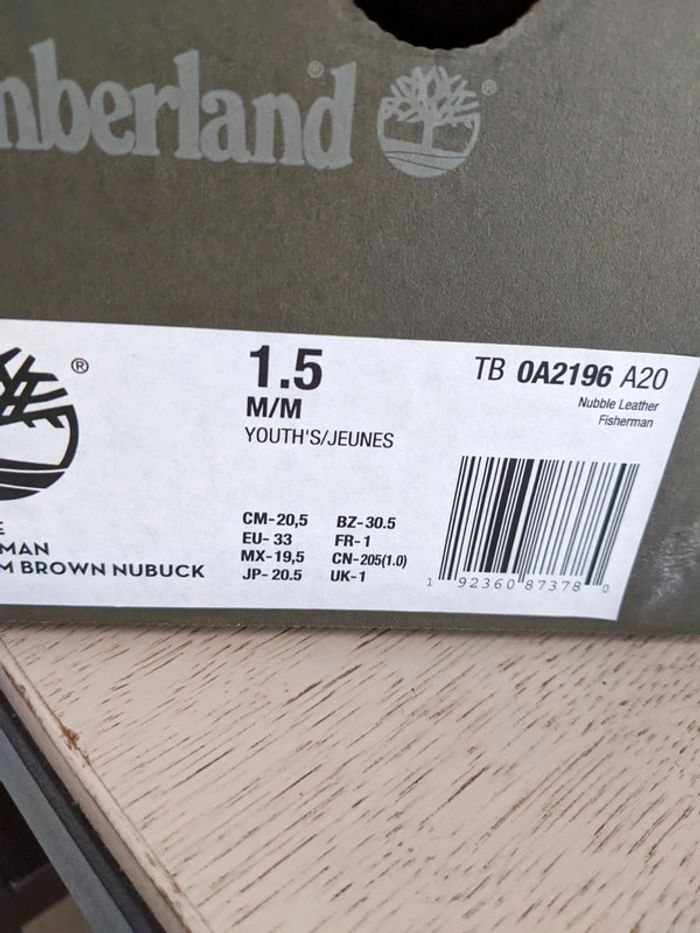 mberland® ®
®
1.5
M/M
YOUTH'S/JEUNES
TB 0A2196 A20
Nubble Leather
Fisherman
CM-20,5 BZ-30.5
EU- 33 FR-1
MX-19,5 CN-205(1.0)
JP- 20.5 UK-1
E
MAN
M BROWN NUBUCK
1 92360 87378 0